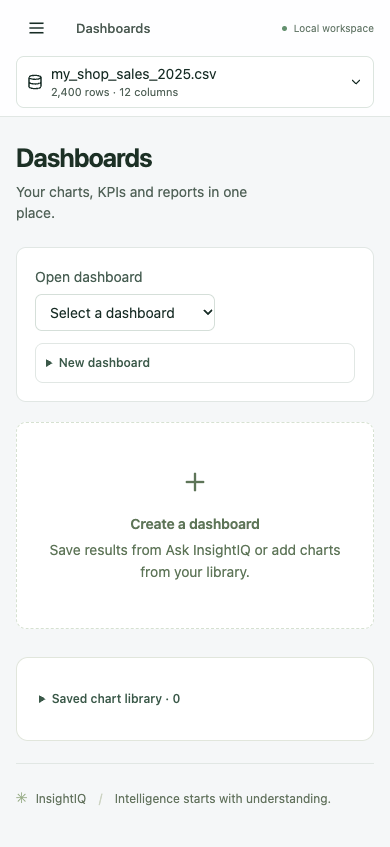 Dashboards
Local workspace
my_shop_sales_2025.csv
2,400 rows · 12 columns
Dashboards
Your charts, KPIs and reports in one
place.
Open dashboard
Select a dashboard
New dashboard
Create a dashboard
Save results from Ask InsightIQ or add charts
from your library.
Saved chart library · 0
InsightIQ / Intelligence starts with understanding.